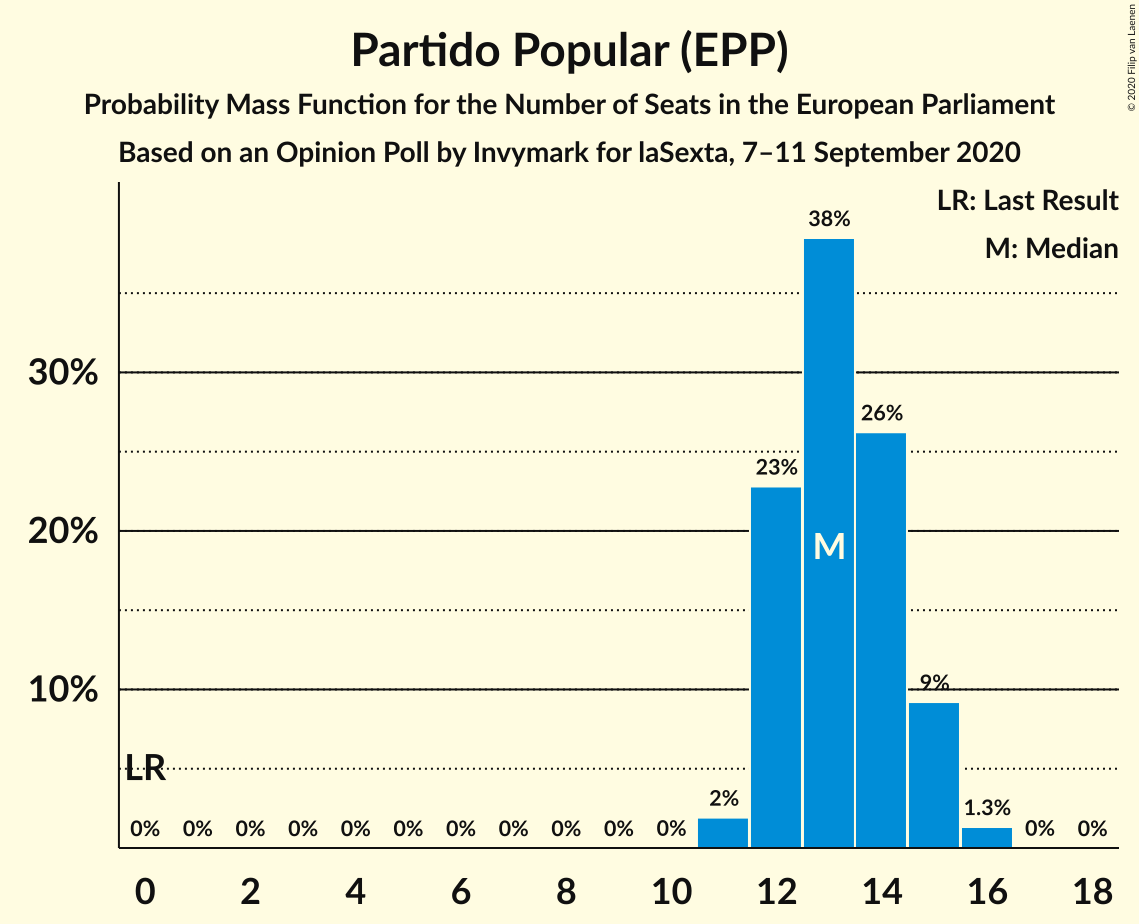 Partido Popular (EPP)
Probability Mass Function for the Number of Seats in the European Parliament
Based on an Opinion Poll by Invymark for laSexta, 7–11 September 2020
© 2020 Filip van Laenen
LR: Last Result
M: Median
38%
30%
26%
23%
20%
M
10%
9%
LR
2%
1.3%
0% 0% 0% 0% 0% 0% 0% 0% 0% 0% 0% 0% 0%
0 2 4 6 8 10 12 14 16 18